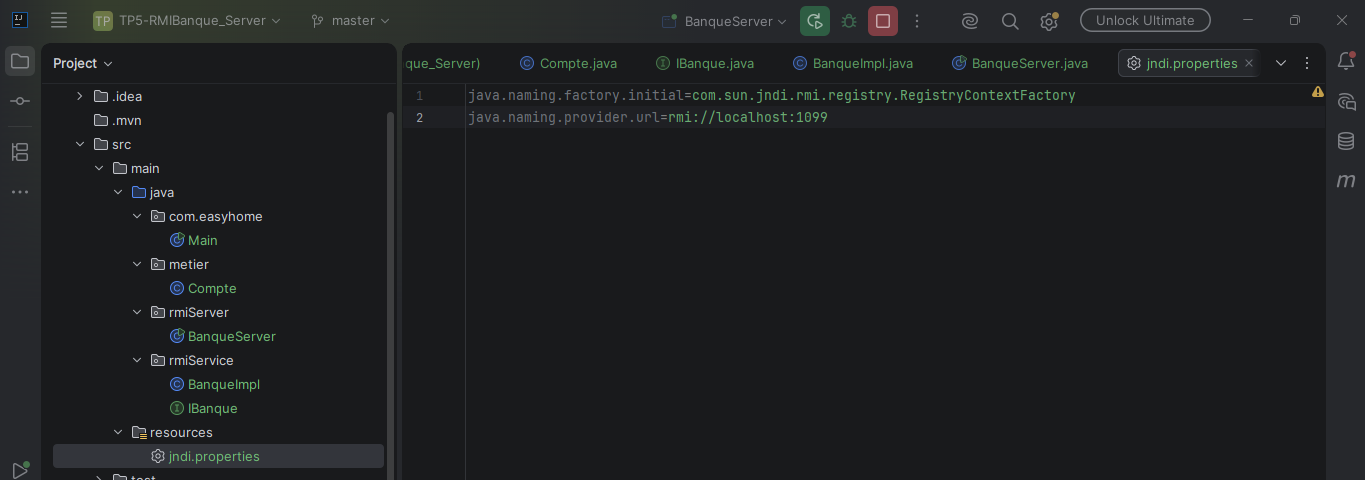 IJ
TP TP5-RMIBanque_Server master BanqueServer Unlock Ultimate
Project
.idea
.mvn
src
main
java
com.easyhome
Main
metier
Compte
rmiServer
BanqueServer
rmiService
BanqueImpl
IBanque
resources
jndi.properties
test
que_Server) Compte.java IBanque.java BanqueImpl.java BanqueServer.java jndi.properties
1 java.naming.factory.initial=com.sun.jndi.rmi.registry.RegistryContextFactory
2 java.naming.provider.url=rmi://localhost:1099
m